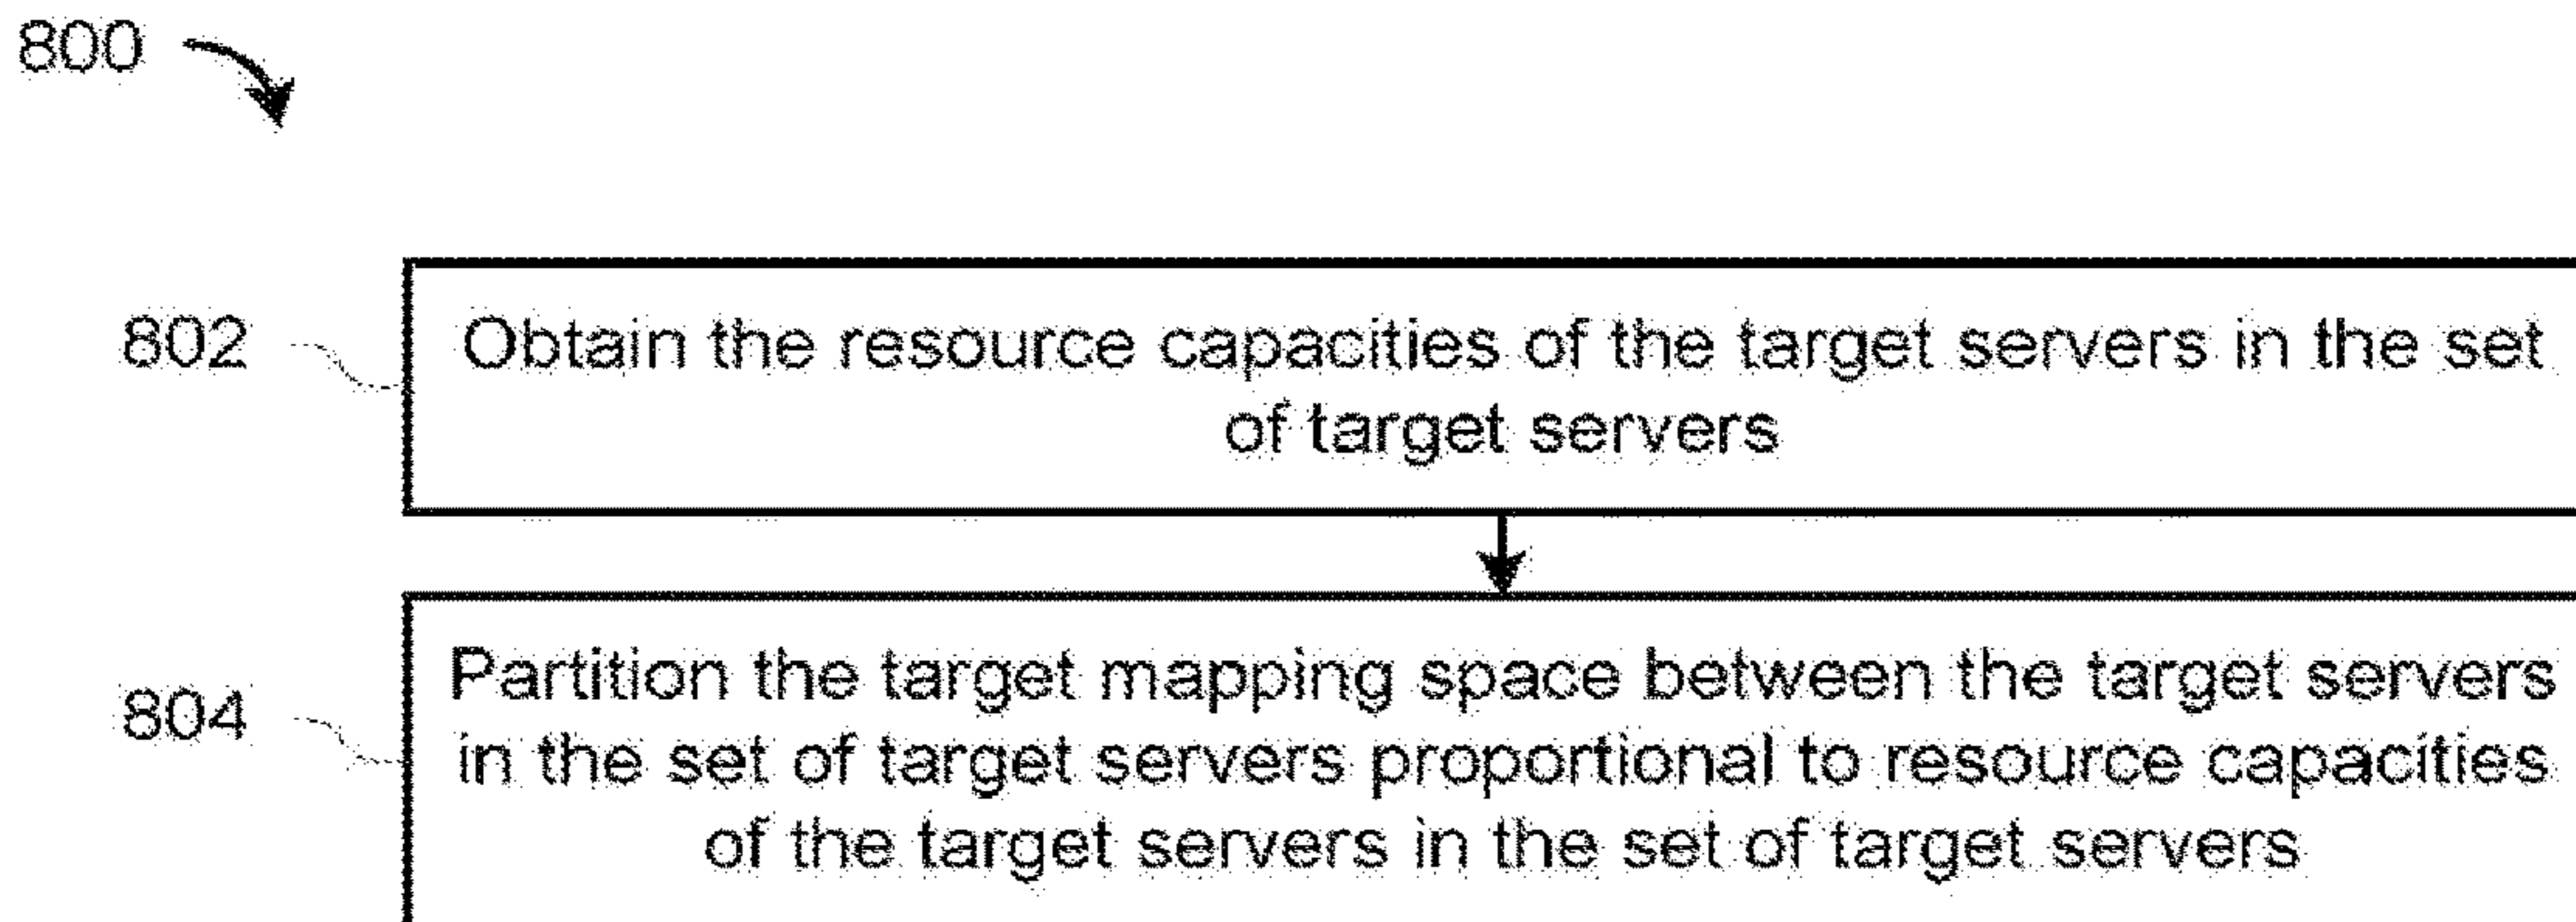 800
802
Obtain the resource capacities of the target servers in the set
of target servers
804
Partition the target mapping space between the target servers
in the set of target servers proportional to resource capacities
of the target servers in the set of target servers